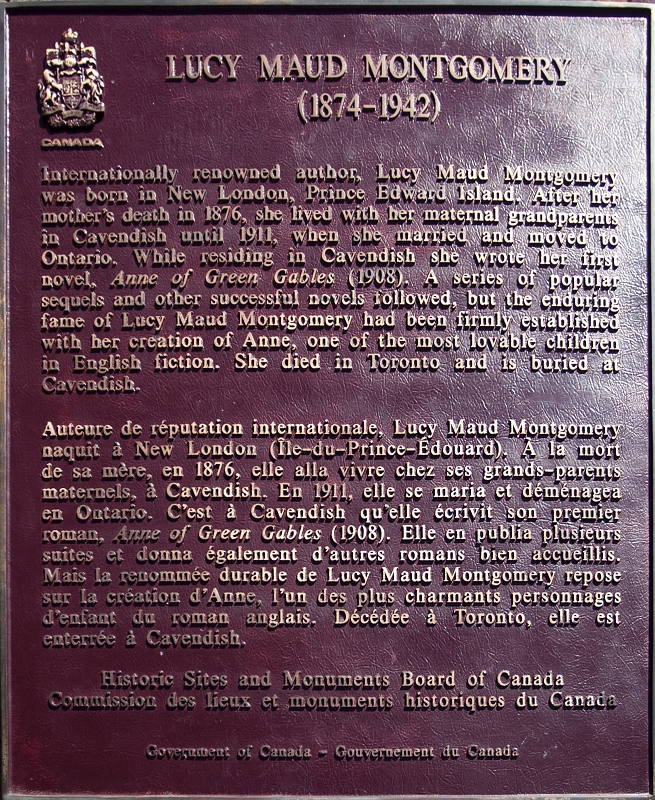 LUCY MAUD MONTGOMERY
(1874-1942)
CANADA
Internationally renowned author, Lucy Maud Montgomery
was born in New London, Prince Edward Island. After her
mother's death in 1876, she lived with her maternal grandparents
in Cavendish until 1911, when she married and moved to
Ontario. While residing in Cavendish she wrote her first
novel, Anne of Green Gables (1908). A series of popular
sequels and other successful novels followed, but the enduring
fame of Lucy Maud Montgomery had been firmly established
with her creation of Anne, one of the most lovable children
in English fiction. She died in Toronto and is buried at
Cavendish.
Auteure de réputation internationale, Lucy Maud Montgomery
naquit à New London (Île-du-Prince-Édouard). À la mort
de sa mère, en 1876, elle alla vivre chez ses grands-parents
maternels, à Cavendish. En 1911, elle se maria et déménagea
en Ontario. C'est à Cavendish qu'elle écrivit son premier
roman, Anne of Green Gables (1908). Elle en publia plusieurs
suites et donna également d'autres romans bien accueillis.
Mais la renommée durable de Lucy Maud Montgomery repose
sur la création d'Anne, l'un des plus charmants personnages
d'enfant du roman anglais. Décédée à Toronto, elle est
enterrée à Cavendish.
Historic Sites and Monuments Board of Canada
Commission des lieux et monuments historiques du Canada
Government of Canada - Gouvernement du Canada